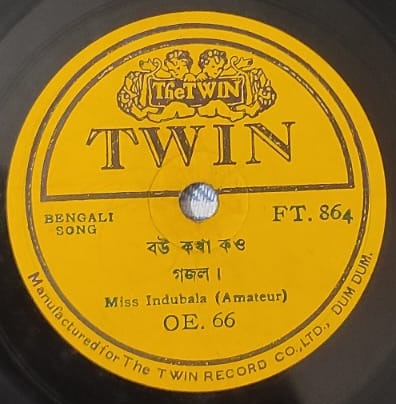 The TWIN
TWIN
BENGALI
SONG
FT. 864
বউ কথা কও
গজল।
Miss Indubala (Amateur)
OE. 66
Manufactured for The TWIN RECORD CO., LTD., DUM DUM.